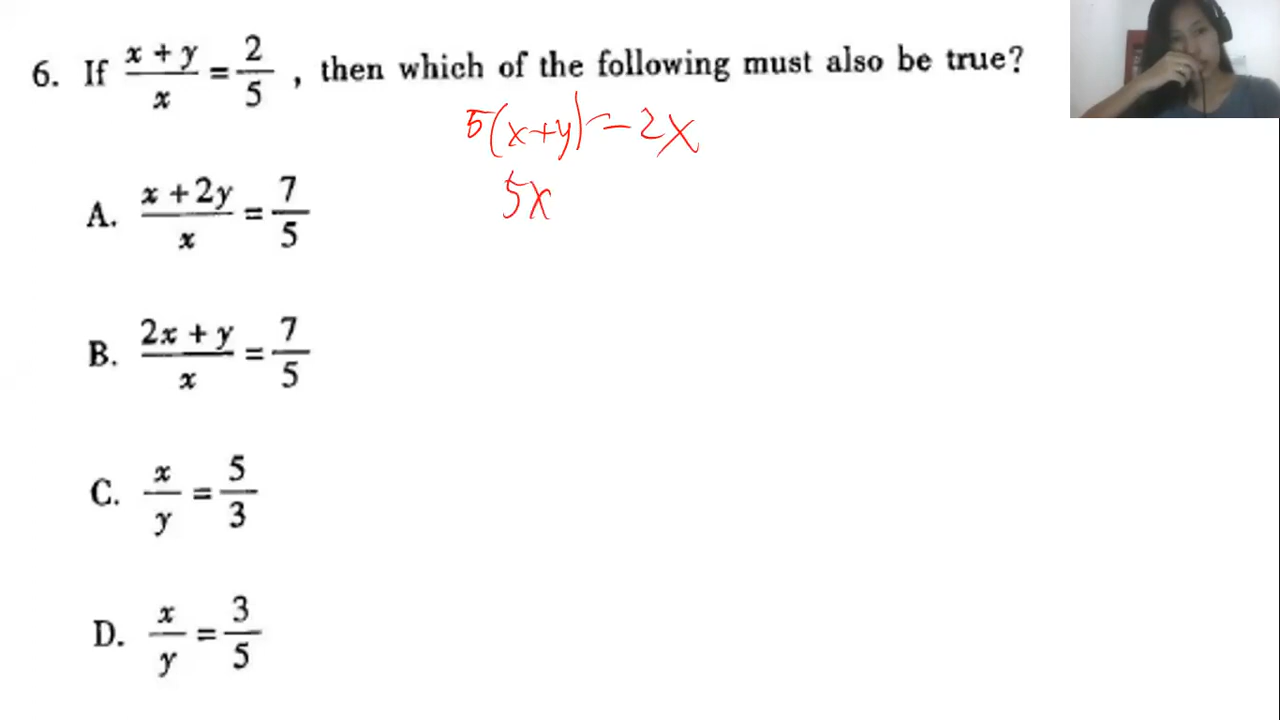 6. If (x + y)/x = 2/5 , then which of the following must also be true?
5(x+y) = 2x
5x
A. (x + 2y)/x = 7/5
B. (2x + y)/x = 7/5
C. x/y = 5/3
D. x/y = 3/5